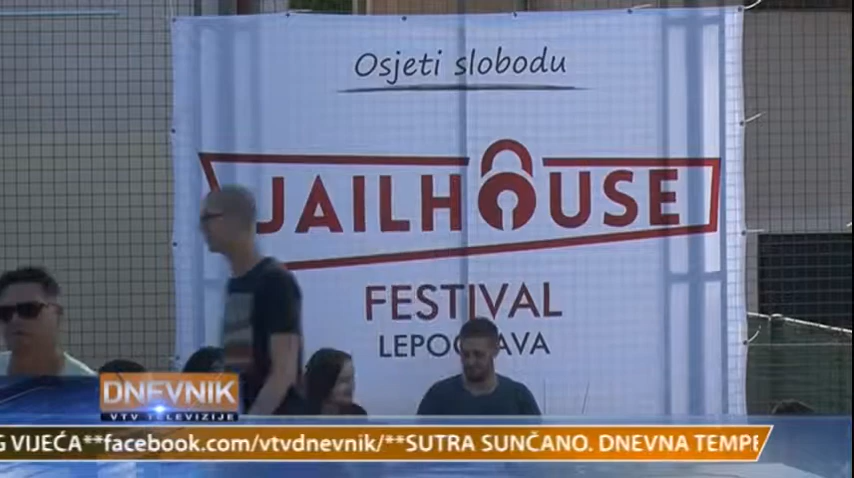 Osjeti slobodu
JAILHOUSE
FESTIVAL
DNEVNIK
VTV TELEVIZIJE
VIJEĆA**facebook.com/vtvdnevnik/**SUTRA SUNČANO. DNEVNA